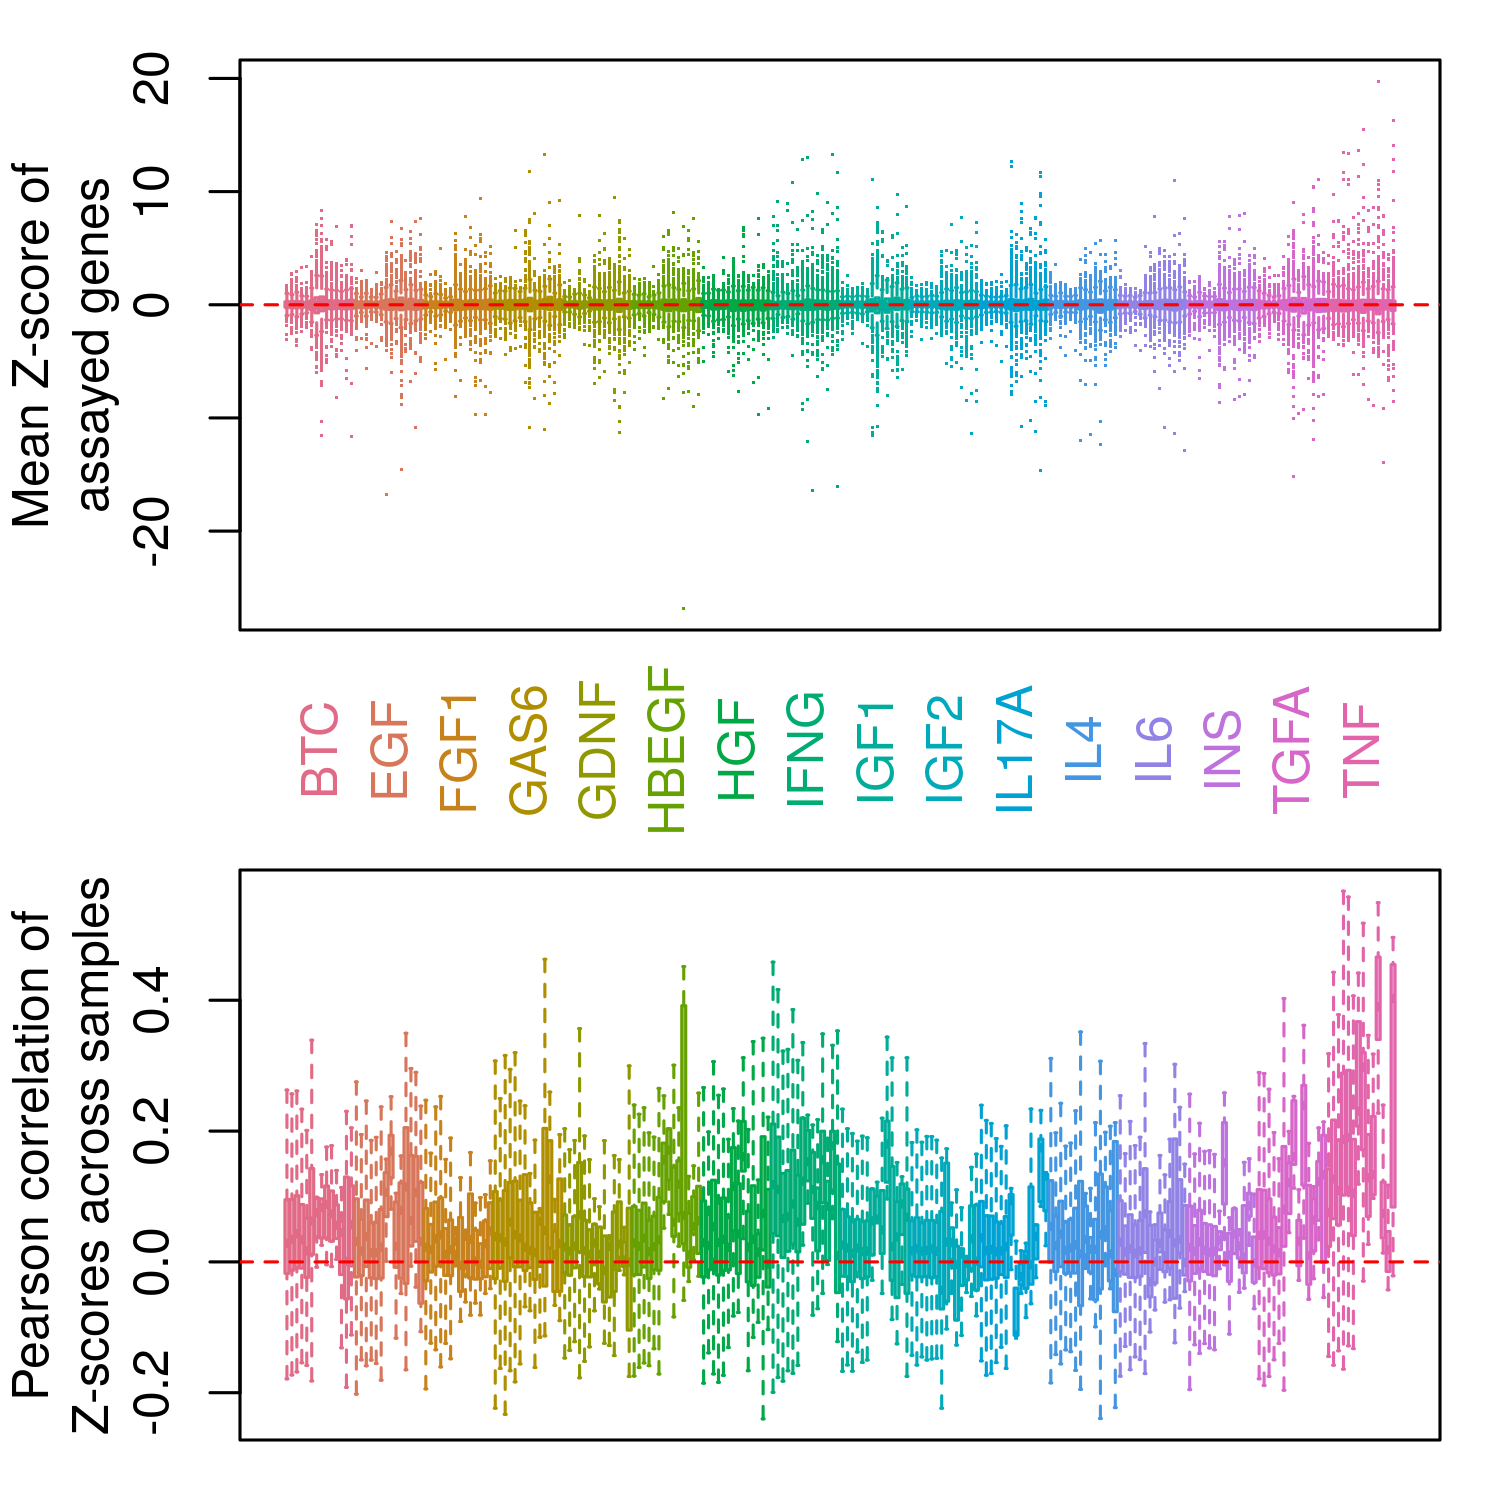 Mean Z-score of
assayed genes
20
10
0
-20
BTC
EGF
FGF1
GAS6
GDNF
HBEGF
HGF
IFNG
IGF1
IGF2
IL17A
IL4
IL6
INS
TGFA
TNF
Pearson correlation of
Z-scores across samples
0.4
0.2
0.0
-0.2